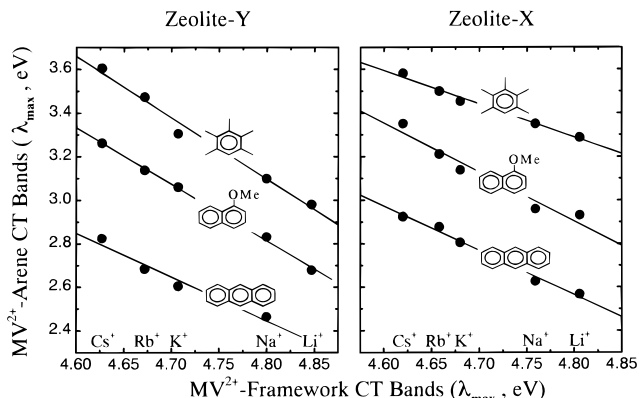 Zeolite-Y
Zeolite-X
MV2+-Arene CT Bands ( λmax , eV)
3.6
3.4
3.2
3.0
2.8
2.6
2.4
OMe
OMe
Cs+ Rb+ K+ Na+ Li+
Cs+ Rb+ K+ Na+ Li+
4.60 4.65 4.70 4.75 4.80
4.60 4.65 4.70 4.75 4.80 4.85
MV2+-Framework CT Bands (λmax , eV)